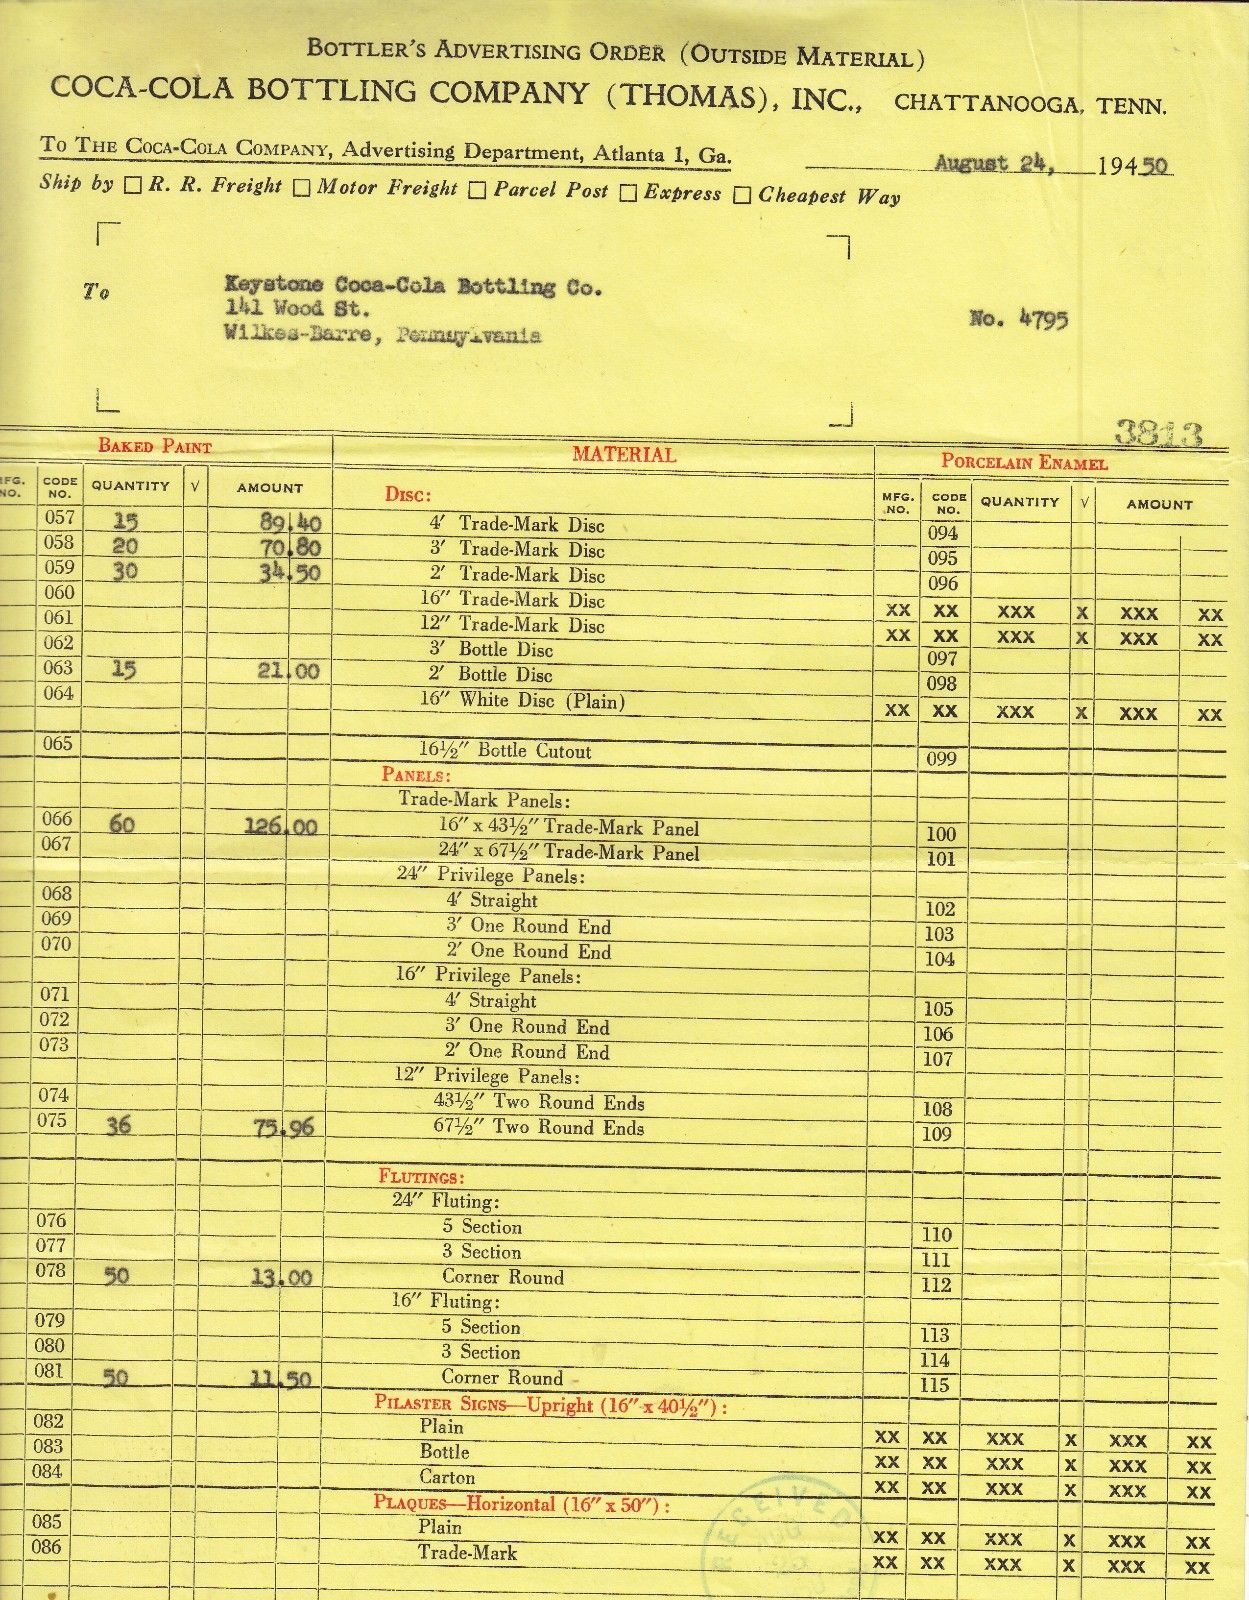 BOTTLER'S ADVERTISING ORDER (OUTSIDE MATERIAL)
COCA-COLA BOTTLING COMPANY (THOMAS), INC., CHATTANOOGA, TENN.
To THE COCA-COLA COMPANY, Advertising Department, Atlanta 1, Ga.
August 24, 19450
Ship by □ R. R. Freight □ Motor Freight □ Parcel Post □ Express □ Cheapest Way
To Keystone Coca-Cola Bottling Co.
141 Wood St.
Wilkes-Barre, Pennsylvania
No. 4795
3813
BAKED PAINT MATERIAL PORCELAIN ENAMEL
MFG. NO. CODE NO. QUANTITY √ AMOUNT DISC: MFG. NO. CODE NO. QUANTITY √ AMOUNT
057 15 89.40 4' Trade-Mark Disc 094
058 20 70.80 3' Trade-Mark Disc 095
059 30 34.50 2' Trade-Mark Disc 096
060 16" Trade-Mark Disc XX XX XXX X XXX XX
061 12" Trade-Mark Disc XX XX XXX X XXX XX
062 3' Bottle Disc 097
063 15 21.00 2' Bottle Disc 098
064 16" White Disc (Plain) XX XX XXX X XXX XX
065 16½" Bottle Cutout 099
PANELS:
Trade-Mark Panels:
066 60 126.00 16" x 43½" Trade-Mark Panel 100
067 24" x 67½" Trade-Mark Panel 101
24" Privilege Panels:
068 4' Straight 102
069 3' One Round End 103
070 2' One Round End 104
16" Privilege Panels:
071 4' Straight 105
072 3' One Round End 106
073 2' One Round End 107
12" Privilege Panels:
074 43½" Two Round Ends 108
075 36 75.96 67½" Two Round Ends 109
FLUTINGS:
24" Fluting:
076 5 Section 110
077 3 Section 111
078 50 13.00 Corner Round 112
16" Fluting:
079 5 Section 113
080 3 Section 114
081 50 11.50 Corner Round 115
PILASTER SIGNS—Upright (16" x 40½"):
082 Plain XX XX XXX X XXX XX
083 Bottle XX XX XXX X XXX XX
084 Carton XX XX XXX X XXX XX
PLAQUES—Horizontal (16" x 50"):
085 Plain XX XX XXX X XXX XX
086 Trade-Mark XX XX XXX X XXX XX
RECEIVED